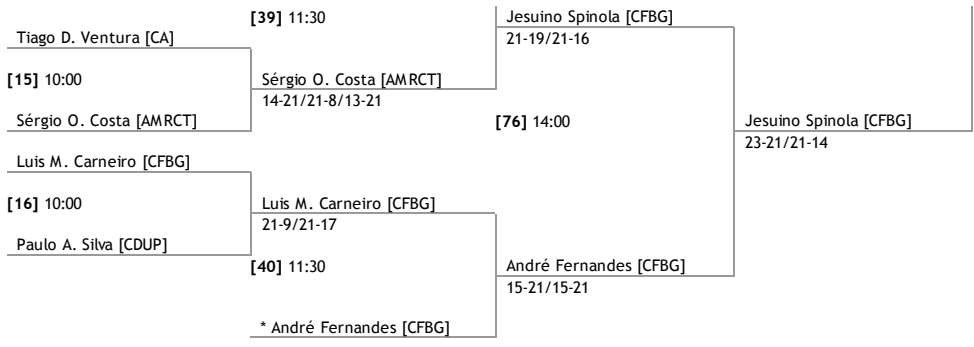 [39] 11:30
Jesuino Spinola [CFBG]
21-19/21-16
Tiago D. Ventura [CA]
[15] 10:00
Sérgio O. Costa [AMRCT]
14-21/21-8/13-21
Sérgio O. Costa [AMRCT]
[76] 14:00
Jesuino Spinola [CFBG]
23-21/21-14
Luis M. Carneiro [CFBG]
[16] 10:00
Luis M. Carneiro [CFBG]
21-9/21-17
Paulo A. Silva [CDUP]
[40] 11:30
André Fernandes [CFBG]
15-21/15-21
* André Fernandes [CFBG]